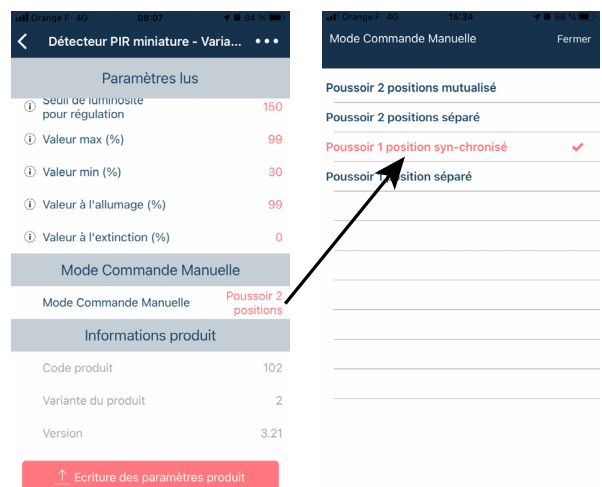 Orange F 4G 08:07 84 %
Détecteur PIR miniature - Varia...
Paramètres lus
Seuil de luminosité
pour régulation 150
Valeur max (%) 99
Valeur min (%) 30
Valeur à l'allumage (%) 99
Valeur à l'extinction (%) 0
Mode Commande Manuelle
Mode Commande Manuelle Poussoir 2
positions
Informations produit
Code produit 102
Variante du produit 2
Version 3.21
Ecriture des paramètres produit
Orange F 4G 15:34 68 %
Mode Commande Manuelle Fermer
Poussoir 2 positions mutualisé
Poussoir 2 positions séparé
Poussoir 1 position syn-chronisé
Poussoir 1 position séparé